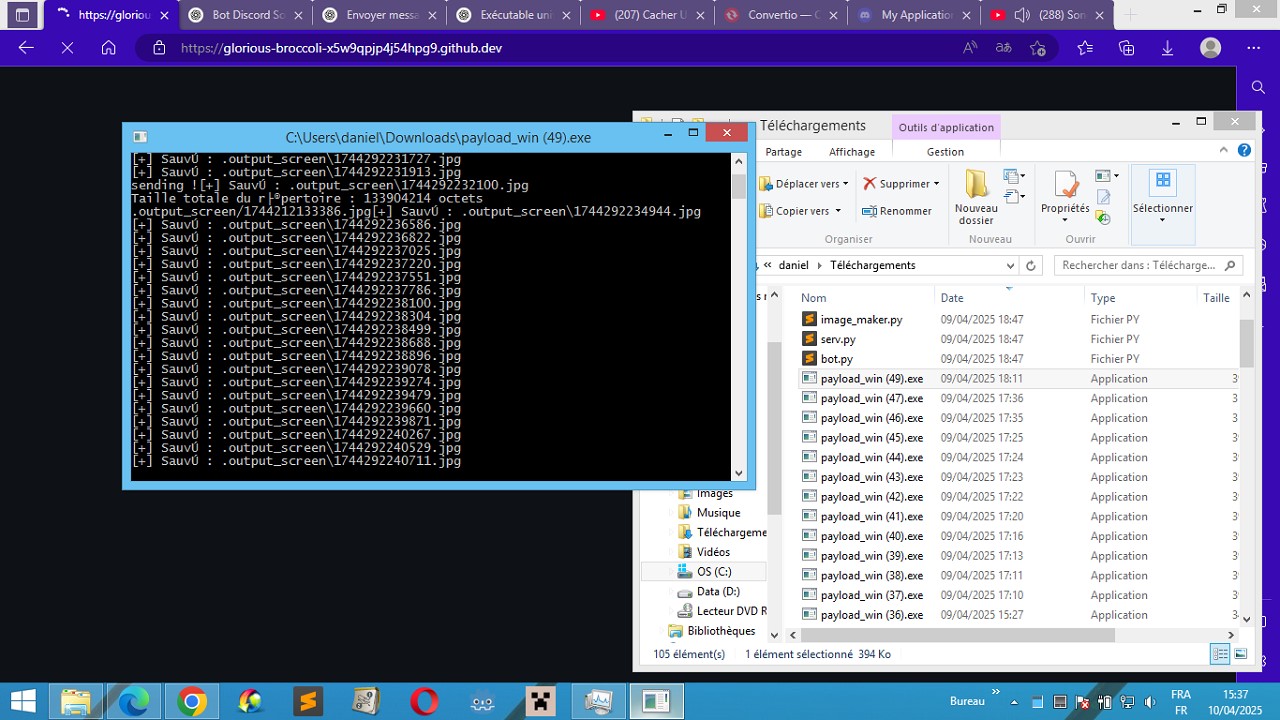 https://gloriou
Bot Discord So
Envoyer messa
Exécutable uni
(207) Cacher U
Convertio — C
My Application
(288) Son
https://glorious-broccoli-x5w9qpjp4j54hpg9.github.dev
C:\Users\daniel\Downloads\payload_win (49).exe
[+] SauvÚ : .output_screen\1744292231727.jpg
[+] SauvÚ : .output_screen\1744292231913.jpg
sending ![+] SauvÚ : .output_screen\1744292232100.jpg
Taille totale du r├®pertoire : 133904214 octets
.output_screen/1744212133386.jpg[+] SauvÚ : .output_screen\1744292234944.jpg
[+] SauvÚ : .output_screen\1744292236586.jpg
[+] SauvÚ : .output_screen\1744292236822.jpg
[+] SauvÚ : .output_screen\1744292237025.jpg
[+] SauvÚ : .output_screen\1744292237220.jpg
[+] SauvÚ : .output_screen\1744292237551.jpg
[+] SauvÚ : .output_screen\1744292237786.jpg
[+] SauvÚ : .output_screen\1744292238100.jpg
[+] SauvÚ : .output_screen\1744292238304.jpg
[+] SauvÚ : .output_screen\1744292238499.jpg
[+] SauvÚ : .output_screen\1744292238688.jpg
[+] SauvÚ : .output_screen\1744292238896.jpg
[+] SauvÚ : .output_screen\1744292239078.jpg
[+] SauvÚ : .output_screen\1744292239274.jpg
[+] SauvÚ : .output_screen\1744292239479.jpg
[+] SauvÚ : .output_screen\1744292239660.jpg
[+] SauvÚ : .output_screen\1744292239871.jpg
[+] SauvÚ : .output_screen\1744292240267.jpg
[+] SauvÚ : .output_screen\1744292240529.jpg
[+] SauvÚ : .output_screen\1744292240711.jpg
Téléchargements
Outils d'application
Partage Affichage Gestion
Déplacer vers
Copier vers
Supprimer
Renommer
Organiser
Nouveau
dossier
Nouveau
Propriétés
Ouvrir
Sélectionner
« daniel Téléchargements
Rechercher dans : Télécharge...
Nom Date Type Taille
image_maker.py 09/04/2025 18:47 Fichier PY
serv.py 09/04/2025 18:47 Fichier PY
bot.py 09/04/2025 18:47 Fichier PY
payload_win (49).exe 09/04/2025 18:11 Application
payload_win (47).exe 09/04/2025 17:36 Application
payload_win (46).exe 09/04/2025 17:35 Application
payload_win (45).exe 09/04/2025 17:25 Application
payload_win (44).exe 09/04/2025 17:24 Application
payload_win (43).exe 09/04/2025 17:23 Application
payload_win (42).exe 09/04/2025 17:22 Application
payload_win (41).exe 09/04/2025 17:20 Application
payload_win (40).exe 09/04/2025 17:16 Application
payload_win (39).exe 09/04/2025 17:13 Application
payload_win (38).exe 09/04/2025 17:11 Application
payload_win (37).exe 09/04/2025 17:10 Application
payload_win (36).exe 09/04/2025 15:27 Application
Images
Musique
Téléchargeme
Vidéos
OS (C:)
Data (D:)
Lecteur DVD R
Bibliothèques
105 élément(s) 1 élément sélectionné 394 Ko
Bureau
FRA
FR
15:37
10/04/2025